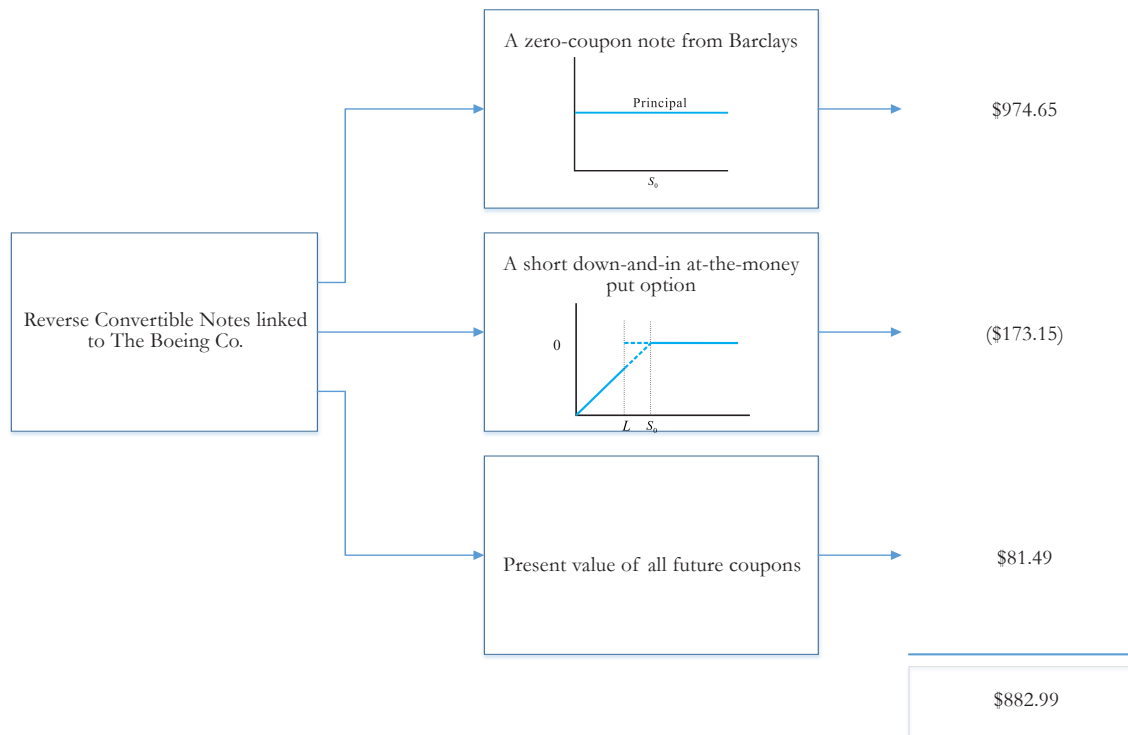 A zero-coupon note from Barclays
Principal
S₀
$974.65
Reverse Convertible Notes linked
to The Boeing Co.
A short down-and-in at-the-money
put option
0
L S₀
($173.15)
Present value of all future coupons
$81.49
$882.99